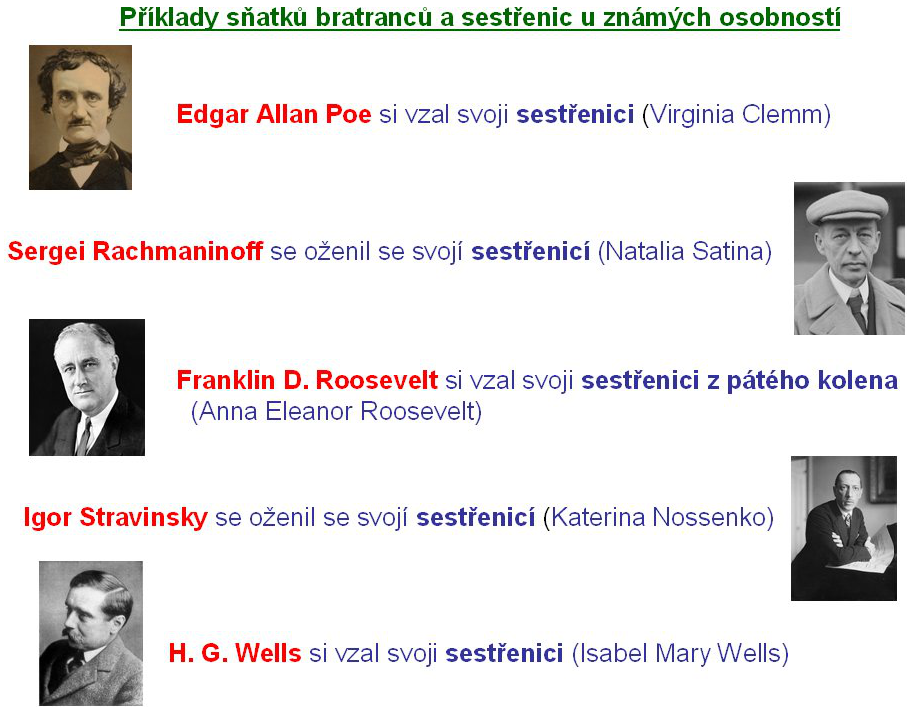 Příklady sňatků bratranců a sestřenic u známých osobností
Edgar Allan Poe si vzal svoji sestřenici (Virginia Clemm)
Sergei Rachmaninoff se oženil se svojí sestřenicí (Natalia Satina)
Franklin D. Roosevelt si vzal svoji sestřenici z pátého kolena
(Anna Eleanor Roosevelt)
Igor Stravinsky se oženil se svojí sestřenicí (Katerina Nossenko)
H. G. Wells si vzal svoji sestřenici (Isabel Mary Wells)